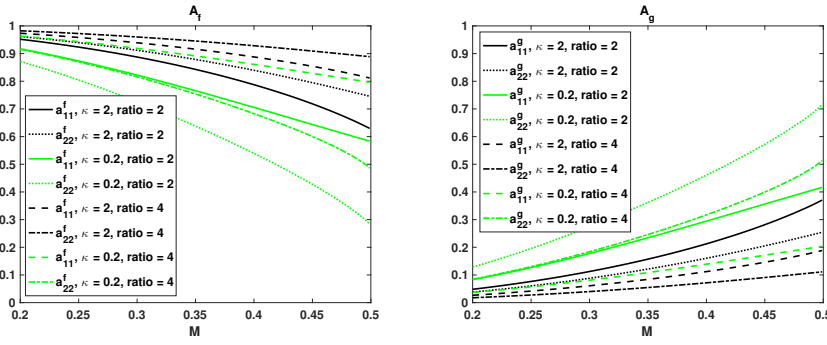 A_f
1
0.9
0.8
0.7
0.6
0.5
0.4
0.3
0.2
0.1
0
a^f_11, κ = 2, ratio = 2
a^f_22, κ = 2, ratio = 2
a^f_11, κ = 0.2, ratio = 2
a^f_22, κ = 0.2, ratio = 2
a^f_11, κ = 2, ratio = 4
a^f_22, κ = 2, ratio = 4
a^f_11, κ = 0.2, ratio = 4
a^f_22, κ = 0.2, ratio = 4
0.2 0.25 0.3 0.35 0.4 0.45 0.5
M
A_g
1
0.9
0.8
0.7
0.6
0.5
0.4
0.3
0.2
0.1
0
a^g_11, κ = 2, ratio = 2
a^g_22, κ = 2, ratio = 2
a^g_11, κ = 0.2, ratio = 2
a^g_22, κ = 0.2, ratio = 2
a^g_11, κ = 2, ratio = 4
a^g_22, κ = 2, ratio = 4
a^g_11, κ = 0.2, ratio = 4
a^g_22, κ = 0.2, ratio = 4
0.2 0.25 0.3 0.35 0.4 0.45 0.5
M